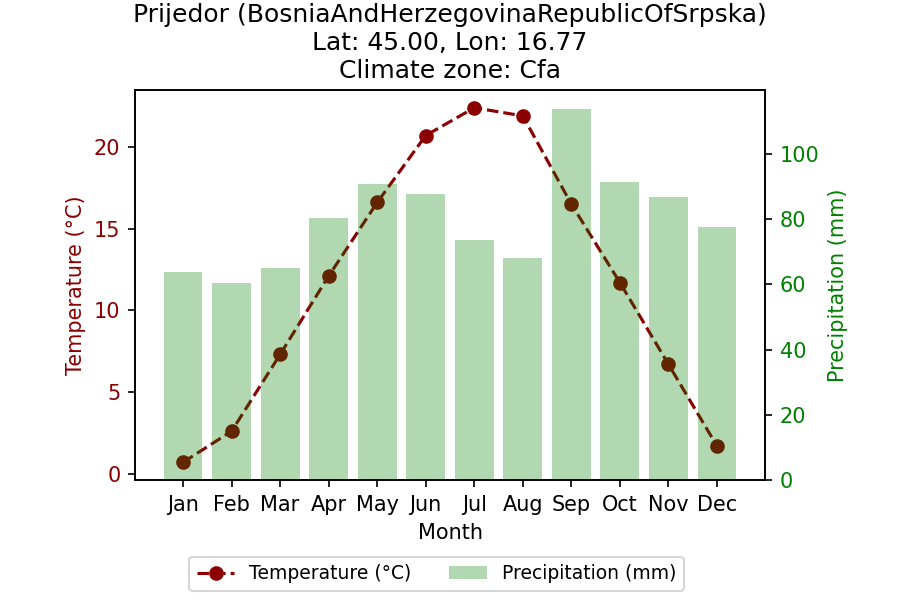 Prijedor (BosniaAndHerzegovinaRepublicOfSrpska)
Lat: 45.00, Lon: 16.77
Climate zone: Cfa
Temperature (°C)
20
15
10
5
0
100
80
60
40
20
0
Precipitation (mm)
Jan Feb Mar Apr May Jun Jul Aug Sep Oct Nov Dec
Month
Temperature (°C) Precipitation (mm)